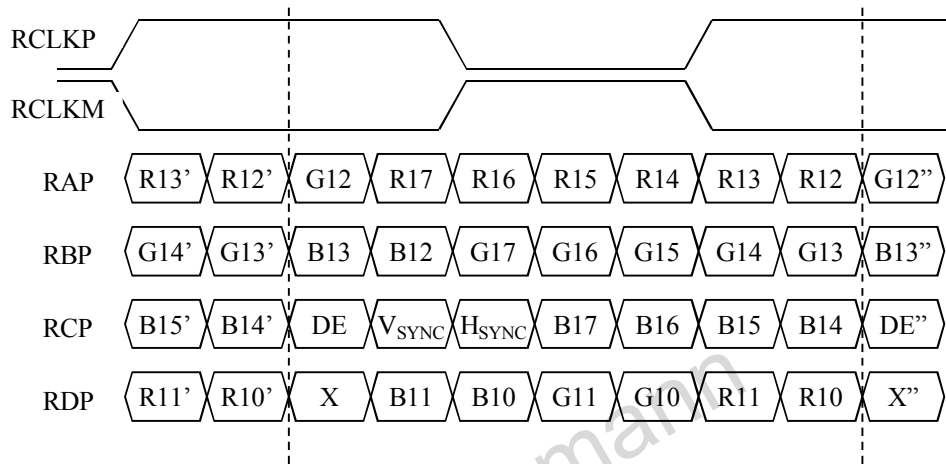 RCLKP
RCLKM
RAP R13’ R12’ G12 R17 R16 R15 R14 R13 R12 G12”
RBP G14’ G13’ B13 B12 G17 G16 G15 G14 G13 B13”
RCP B15’ B14’ DE VSYNC HSYNC B17 B16 B15 B14 DE”
RDP R11’ R10’ X B11 B10 G11 G10 R11 R10 X”
mann